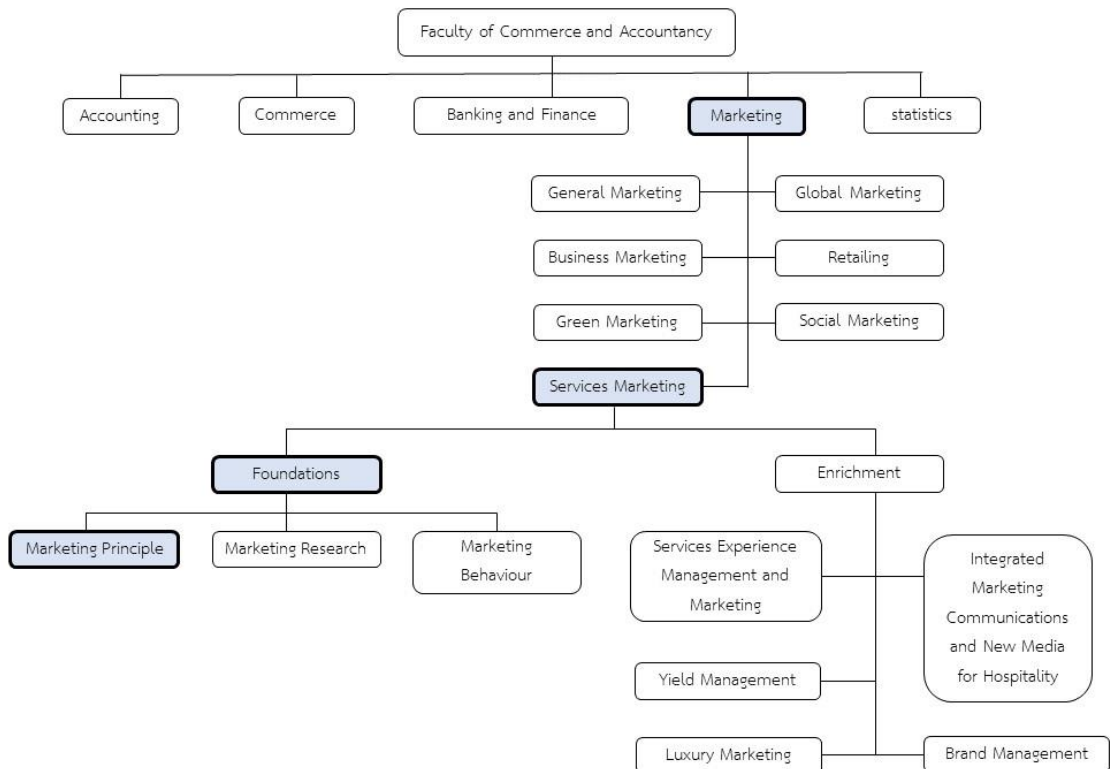 Faculty of Commerce and Accountancy
Accounting
Commerce
Banking and Finance
Marketing
statistics
General Marketing
Global Marketing
Business Marketing
Retailing
Green Marketing
Social Marketing
Services Marketing
Foundations
Enrichment
Marketing Principle
Marketing Research
Marketing
Behaviour
Services Experience
Management and
Marketing
Integrated
Marketing
Communications
and New Media
for Hospitality
Yield Management
Luxury Marketing
Brand Management